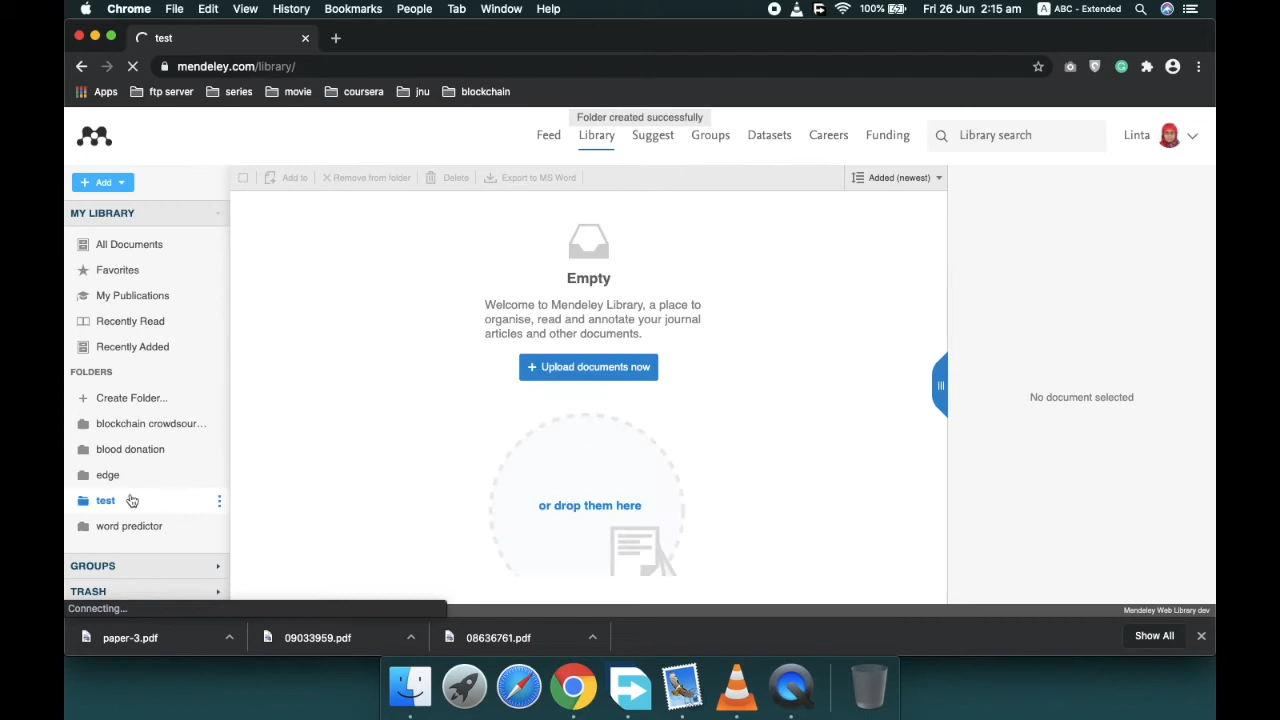 Chrome File Edit View History Bookmarks People Tab Window Help 100% Fri 26 Jun 2:15 am A ABC - Extended
test
mendeley.com/library/
Apps ftp server series movie coursera jnu blockchain
Folder created successfully
Feed Library Suggest Groups Datasets Careers Funding Library search Linta
+ Add
Add to Remove from folder Delete Export to MS Word Added (newest)
MY LIBRARY
All Documents
Favorites
My Publications
Recently Read
Recently Added
FOLDERS
+ Create Folder...
blockchain crowdsour...
blood donation
edge
test
word predictor
GROUPS
TRASH
Connecting...
Empty
Welcome to Mendeley Library, a place to
organise, read and annotate your journal
articles and other documents.
+ Upload documents now
or drop them here
No document selected
Mendeley Web Library dev
paper-3.pdf 09033959.pdf 08636761.pdf Show All